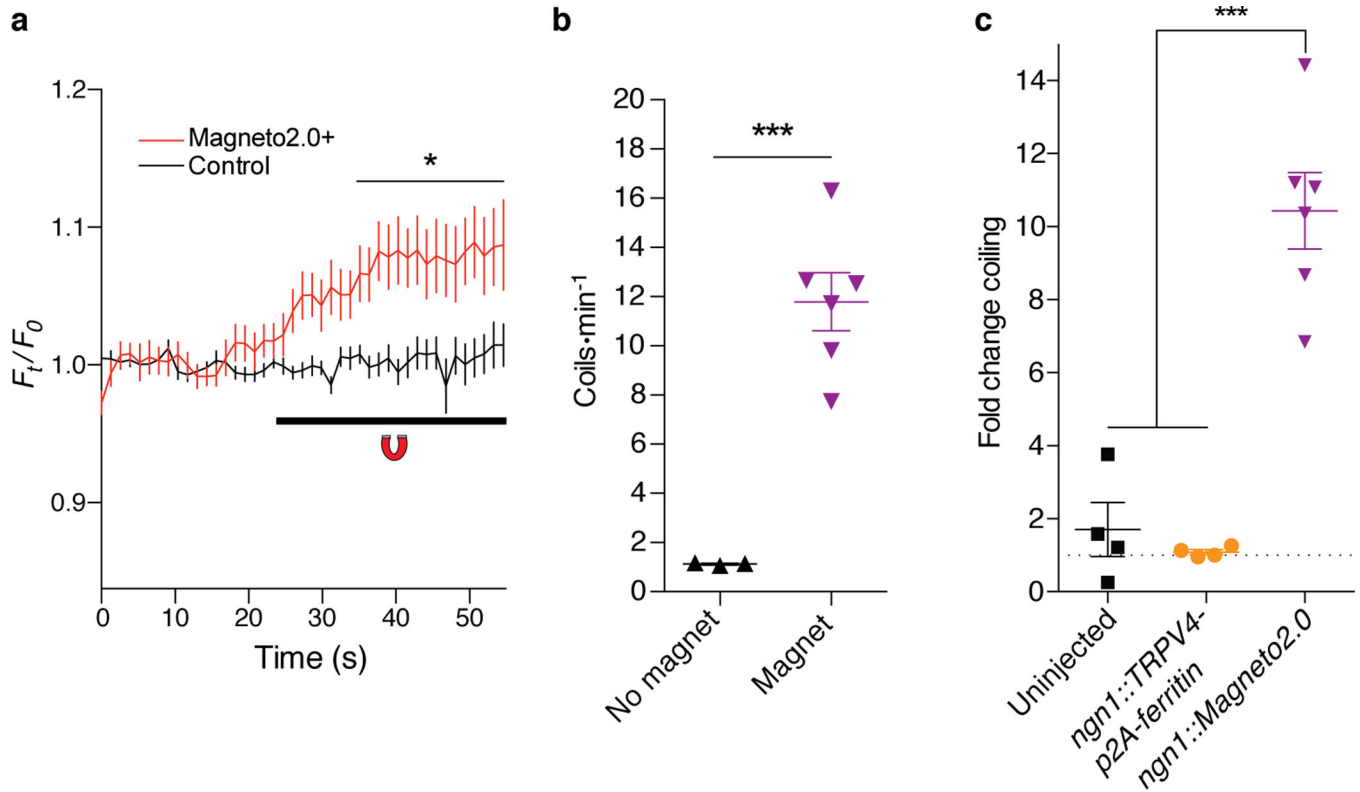 a
1.2
1.1
1.0
0.9
Ft / F0
Magneto2.0+
Control
*
0
10
20
30
40
50
Time (s)
b
20
18
16
14
12
10
8
6
4
2
0
Coils•min-1
***
No magnet
Magnet
c
14
12
10
8
6
4
2
0
Fold change coiling
***
Uninjected
ngn1::TRPV4-
p2A-ferritin
ngn1::Magneto2.0